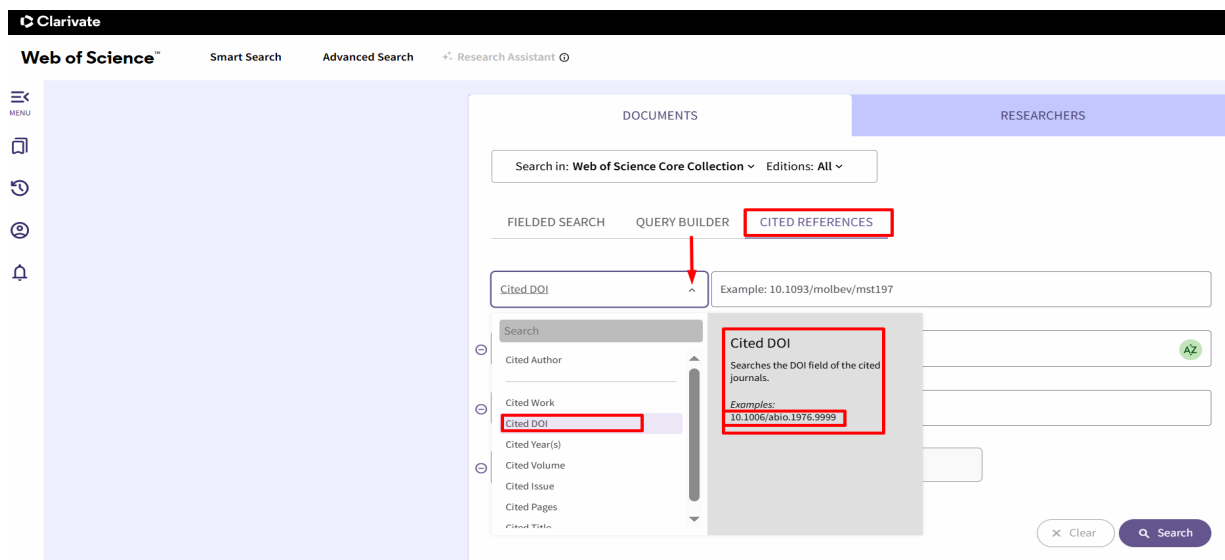 Clarivate
Web of Science™ Smart Search Advanced Search Research Assistant
MENU
DOCUMENTS RESEARCHERS
Search in: Web of Science Core Collection Editions: All
FIELDED SEARCH QUERY BUILDER CITED REFERENCES
Cited DOI Example: 10.1093/molbev/mst197
Search
Cited Author
Cited Work
Cited DOI
Cited Year(s)
Cited Volume
Cited Issue
Cited Pages
Cited Title
Cited DOI
Searches the DOI field of the cited
journals.
Examples:
10.1006/abio.1976.9999
AZ
Clear Search